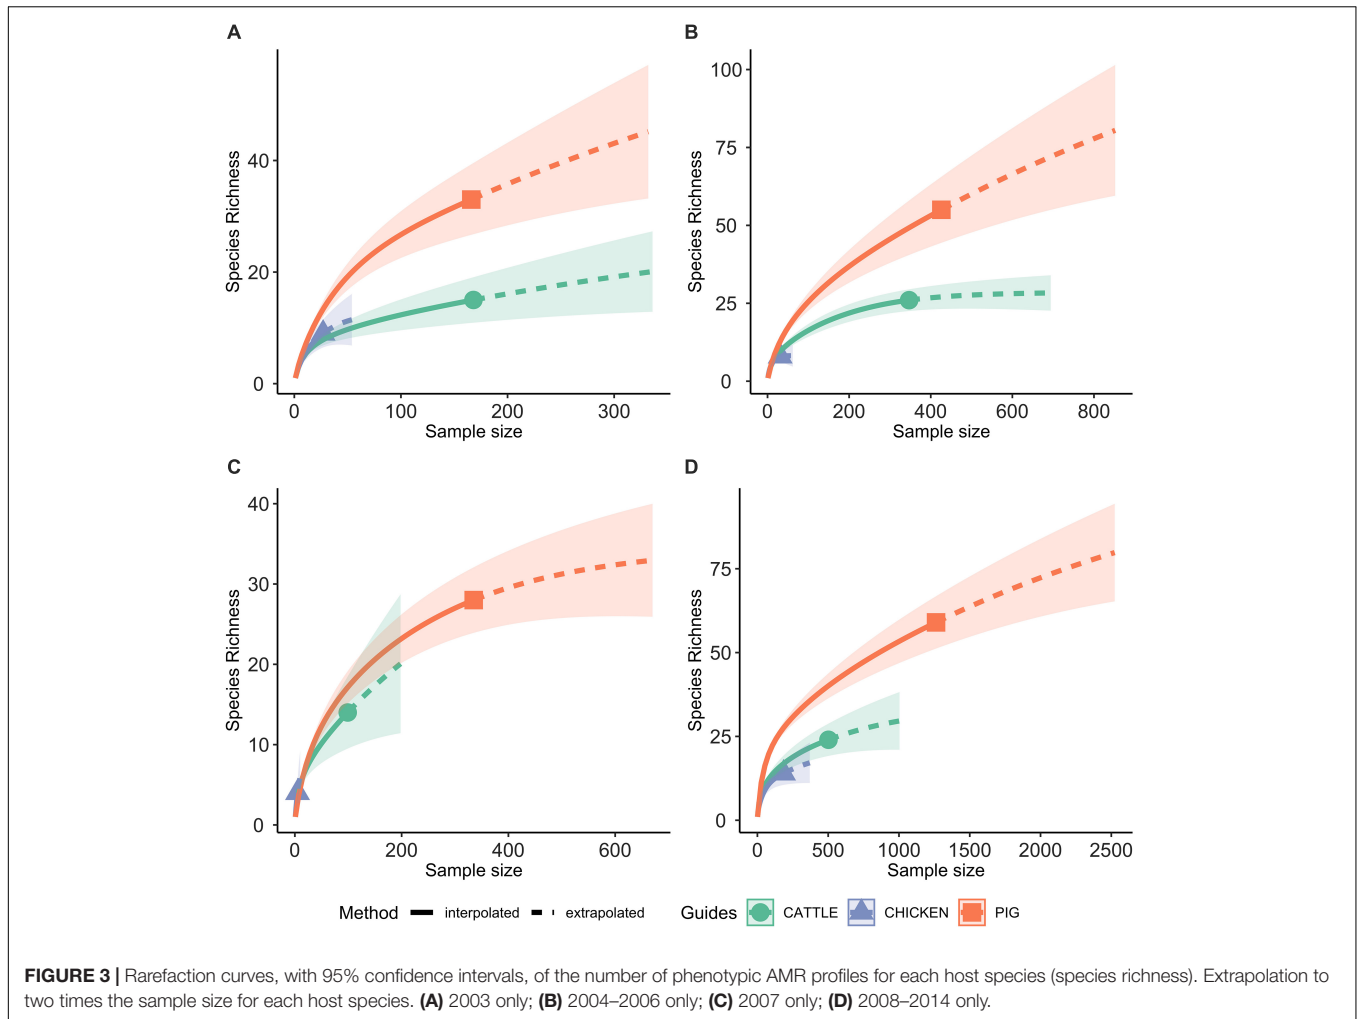 A
B
Species Richness
40
20
0
0 100 200 300
Sample size
Species Richness
100
75
50
25
0
0 200 400 600 800
Sample size
C
D
Species Richness
40
30
20
10
0
0 200 400 600
Sample size
Species Richness
75
50
25
0
0 500 1000 1500 2000 2500
Sample size
Method interpolated extrapolated Guides CATTLE CHICKEN PIG
FIGURE 3 | Rarefaction curves, with 95% confidence intervals, of the number of phenotypic AMR profiles for each host species (species richness). Extrapolation to
two times the sample size for each host species. (A) 2003 only; (B) 2004–2006 only; (C) 2007 only; (D) 2008–2014 only.